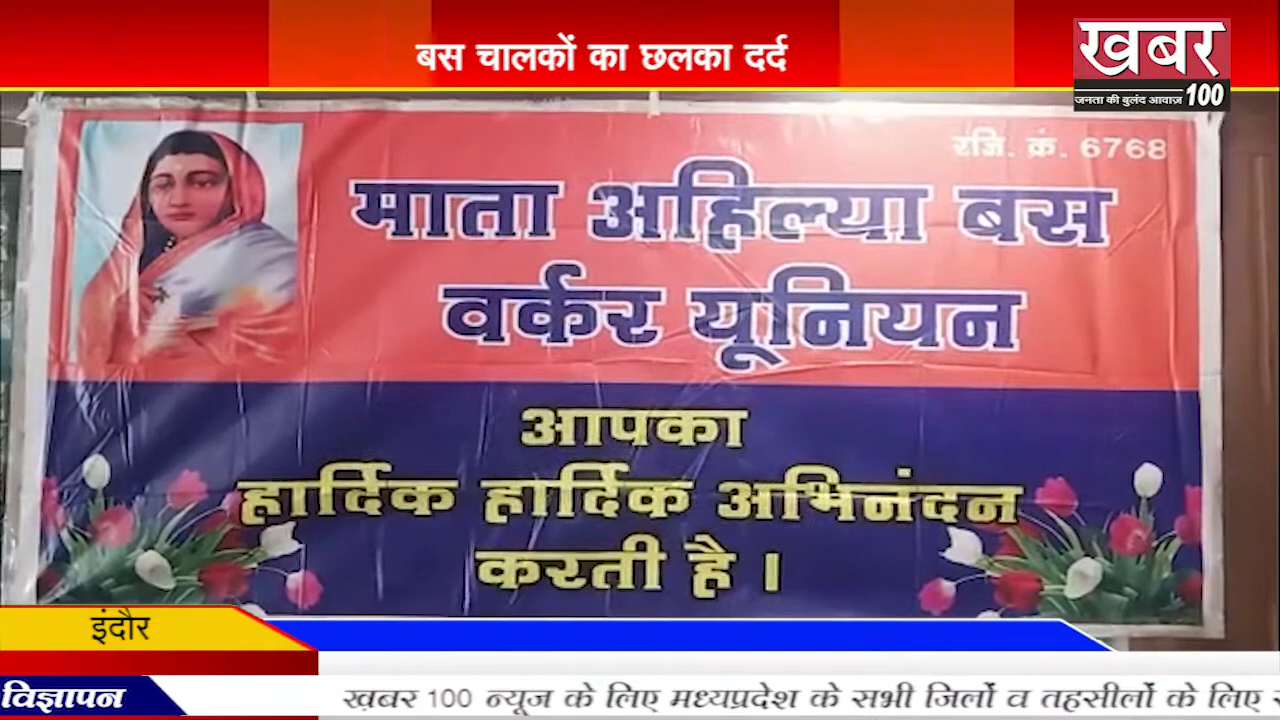 बस चालकों का छलका दर्द
ख़बर
जनता की बुलंद आवाज़ 100
रजि. क्रं. 6768
माता अहिल्या बस
वर्कर यूनियन
आपका
हार्दिक हार्दिक अभिनंदन
करती है ।
इंदौर
विज्ञापन
ख़बर 100 न्यूज के लिए मध्यप्रदेश के सभी जिलों व तहसीलों के लिए